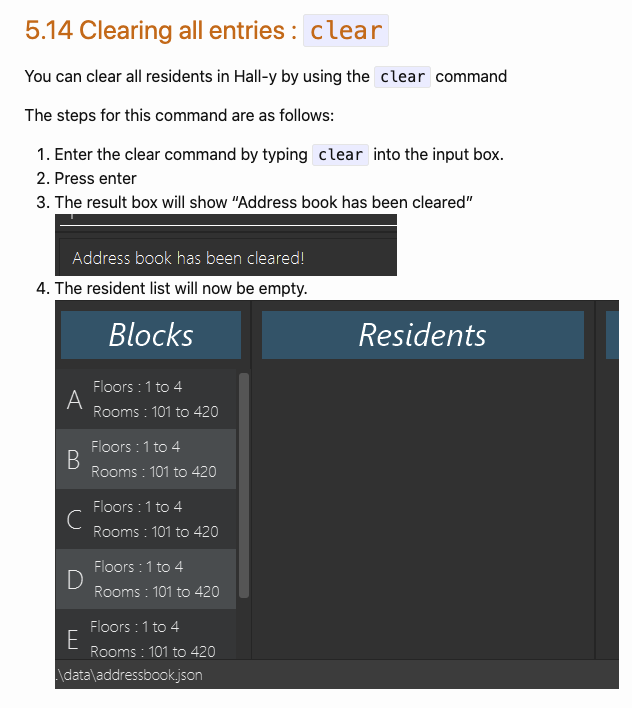 5.14 Clearing all entries : clear
You can clear all residents in Hall-y by using the clear command
The steps for this command are as follows:
1. Enter the clear command by typing clear into the input box.
2. Press enter
3. The result box will show “Address book has been cleared”
Address book has been cleared!
4. The resident list will now be empty.
Blocks
Residents
A
Floors : 1 to 4
Rooms : 101 to 420
B
Floors : 1 to 4
Rooms : 101 to 420
C
Floors : 1 to 4
Rooms : 101 to 420
D
Floors : 1 to 4
Rooms : 101 to 420
E
Floors : 1 to 4
Rooms : 101 to 420
.\data\addressbook.json